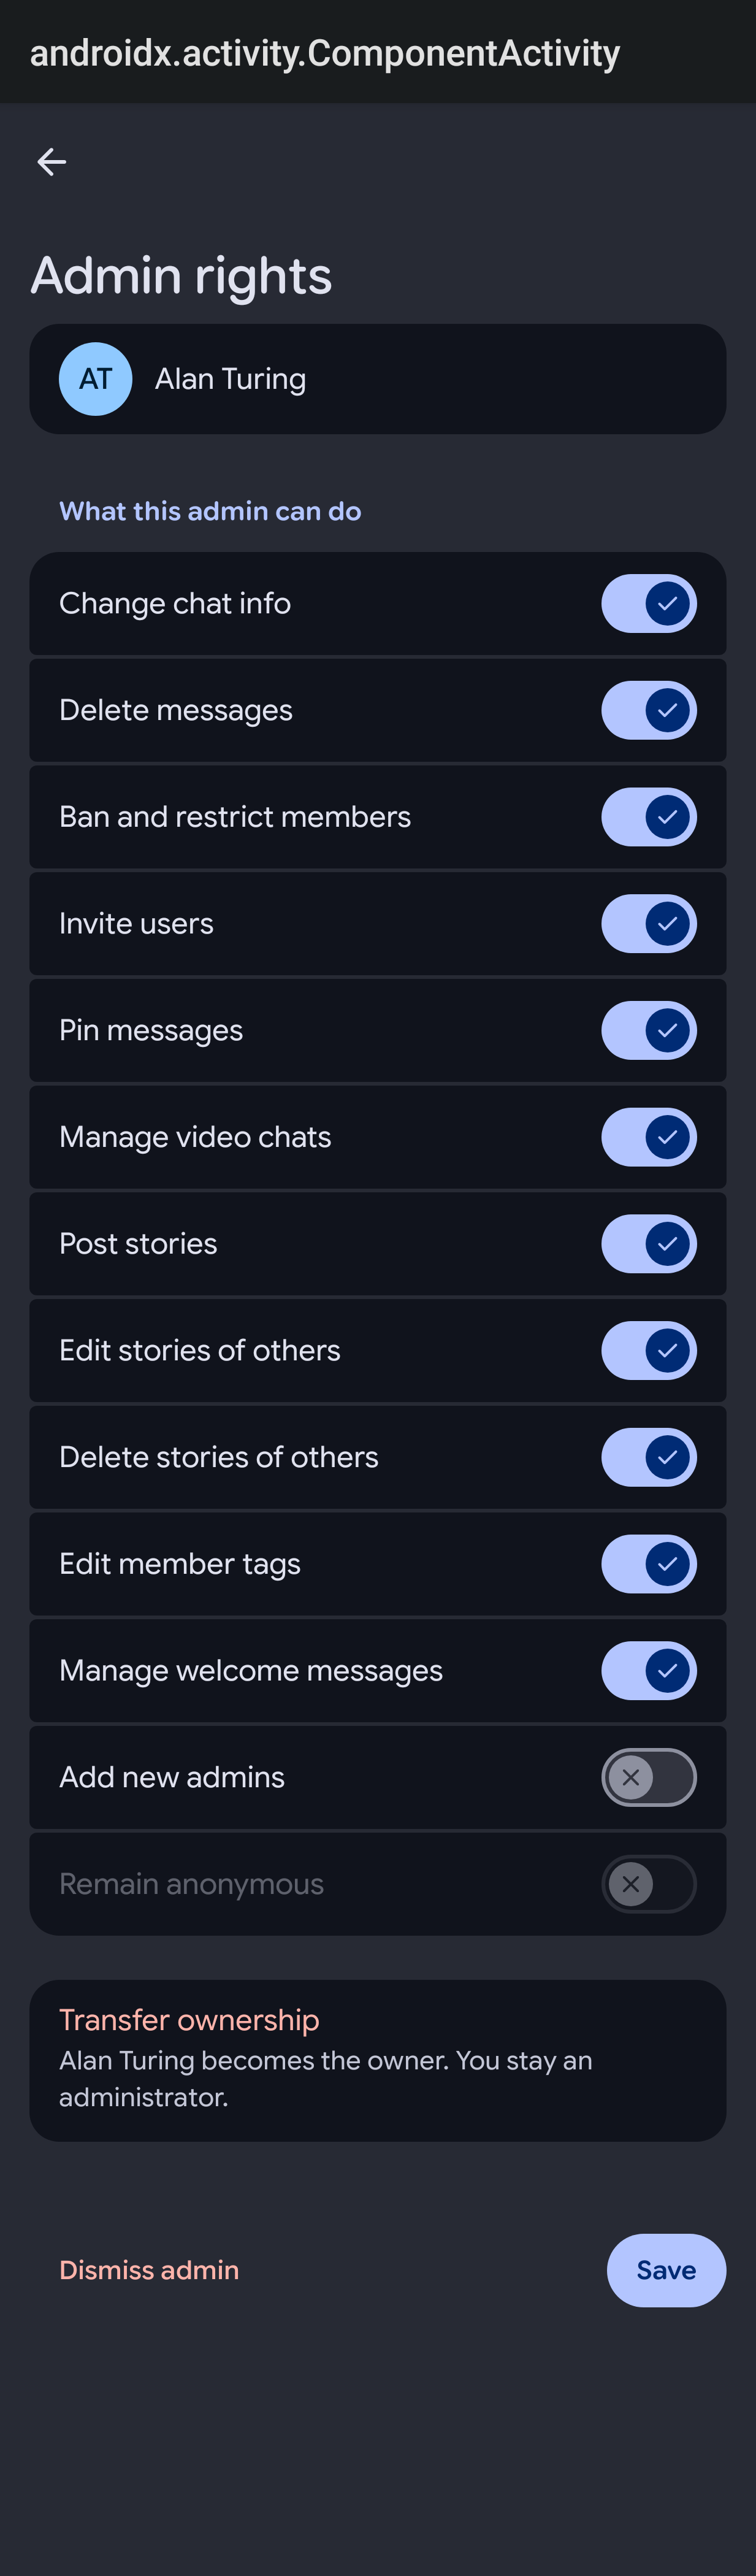 androidx.activity.ComponentActivity
Admin rights
AT
Alan Turing
What this admin can do
Change chat info
Delete messages
Ban and restrict members
Invite users
Pin messages
Manage video chats
Post stories
Edit stories of others
Delete stories of others
Edit member tags
Manage welcome messages
Add new admins
Remain anonymous
Transfer ownership
Alan Turing becomes the owner. You stay an
administrator.
Dismiss admin
Save